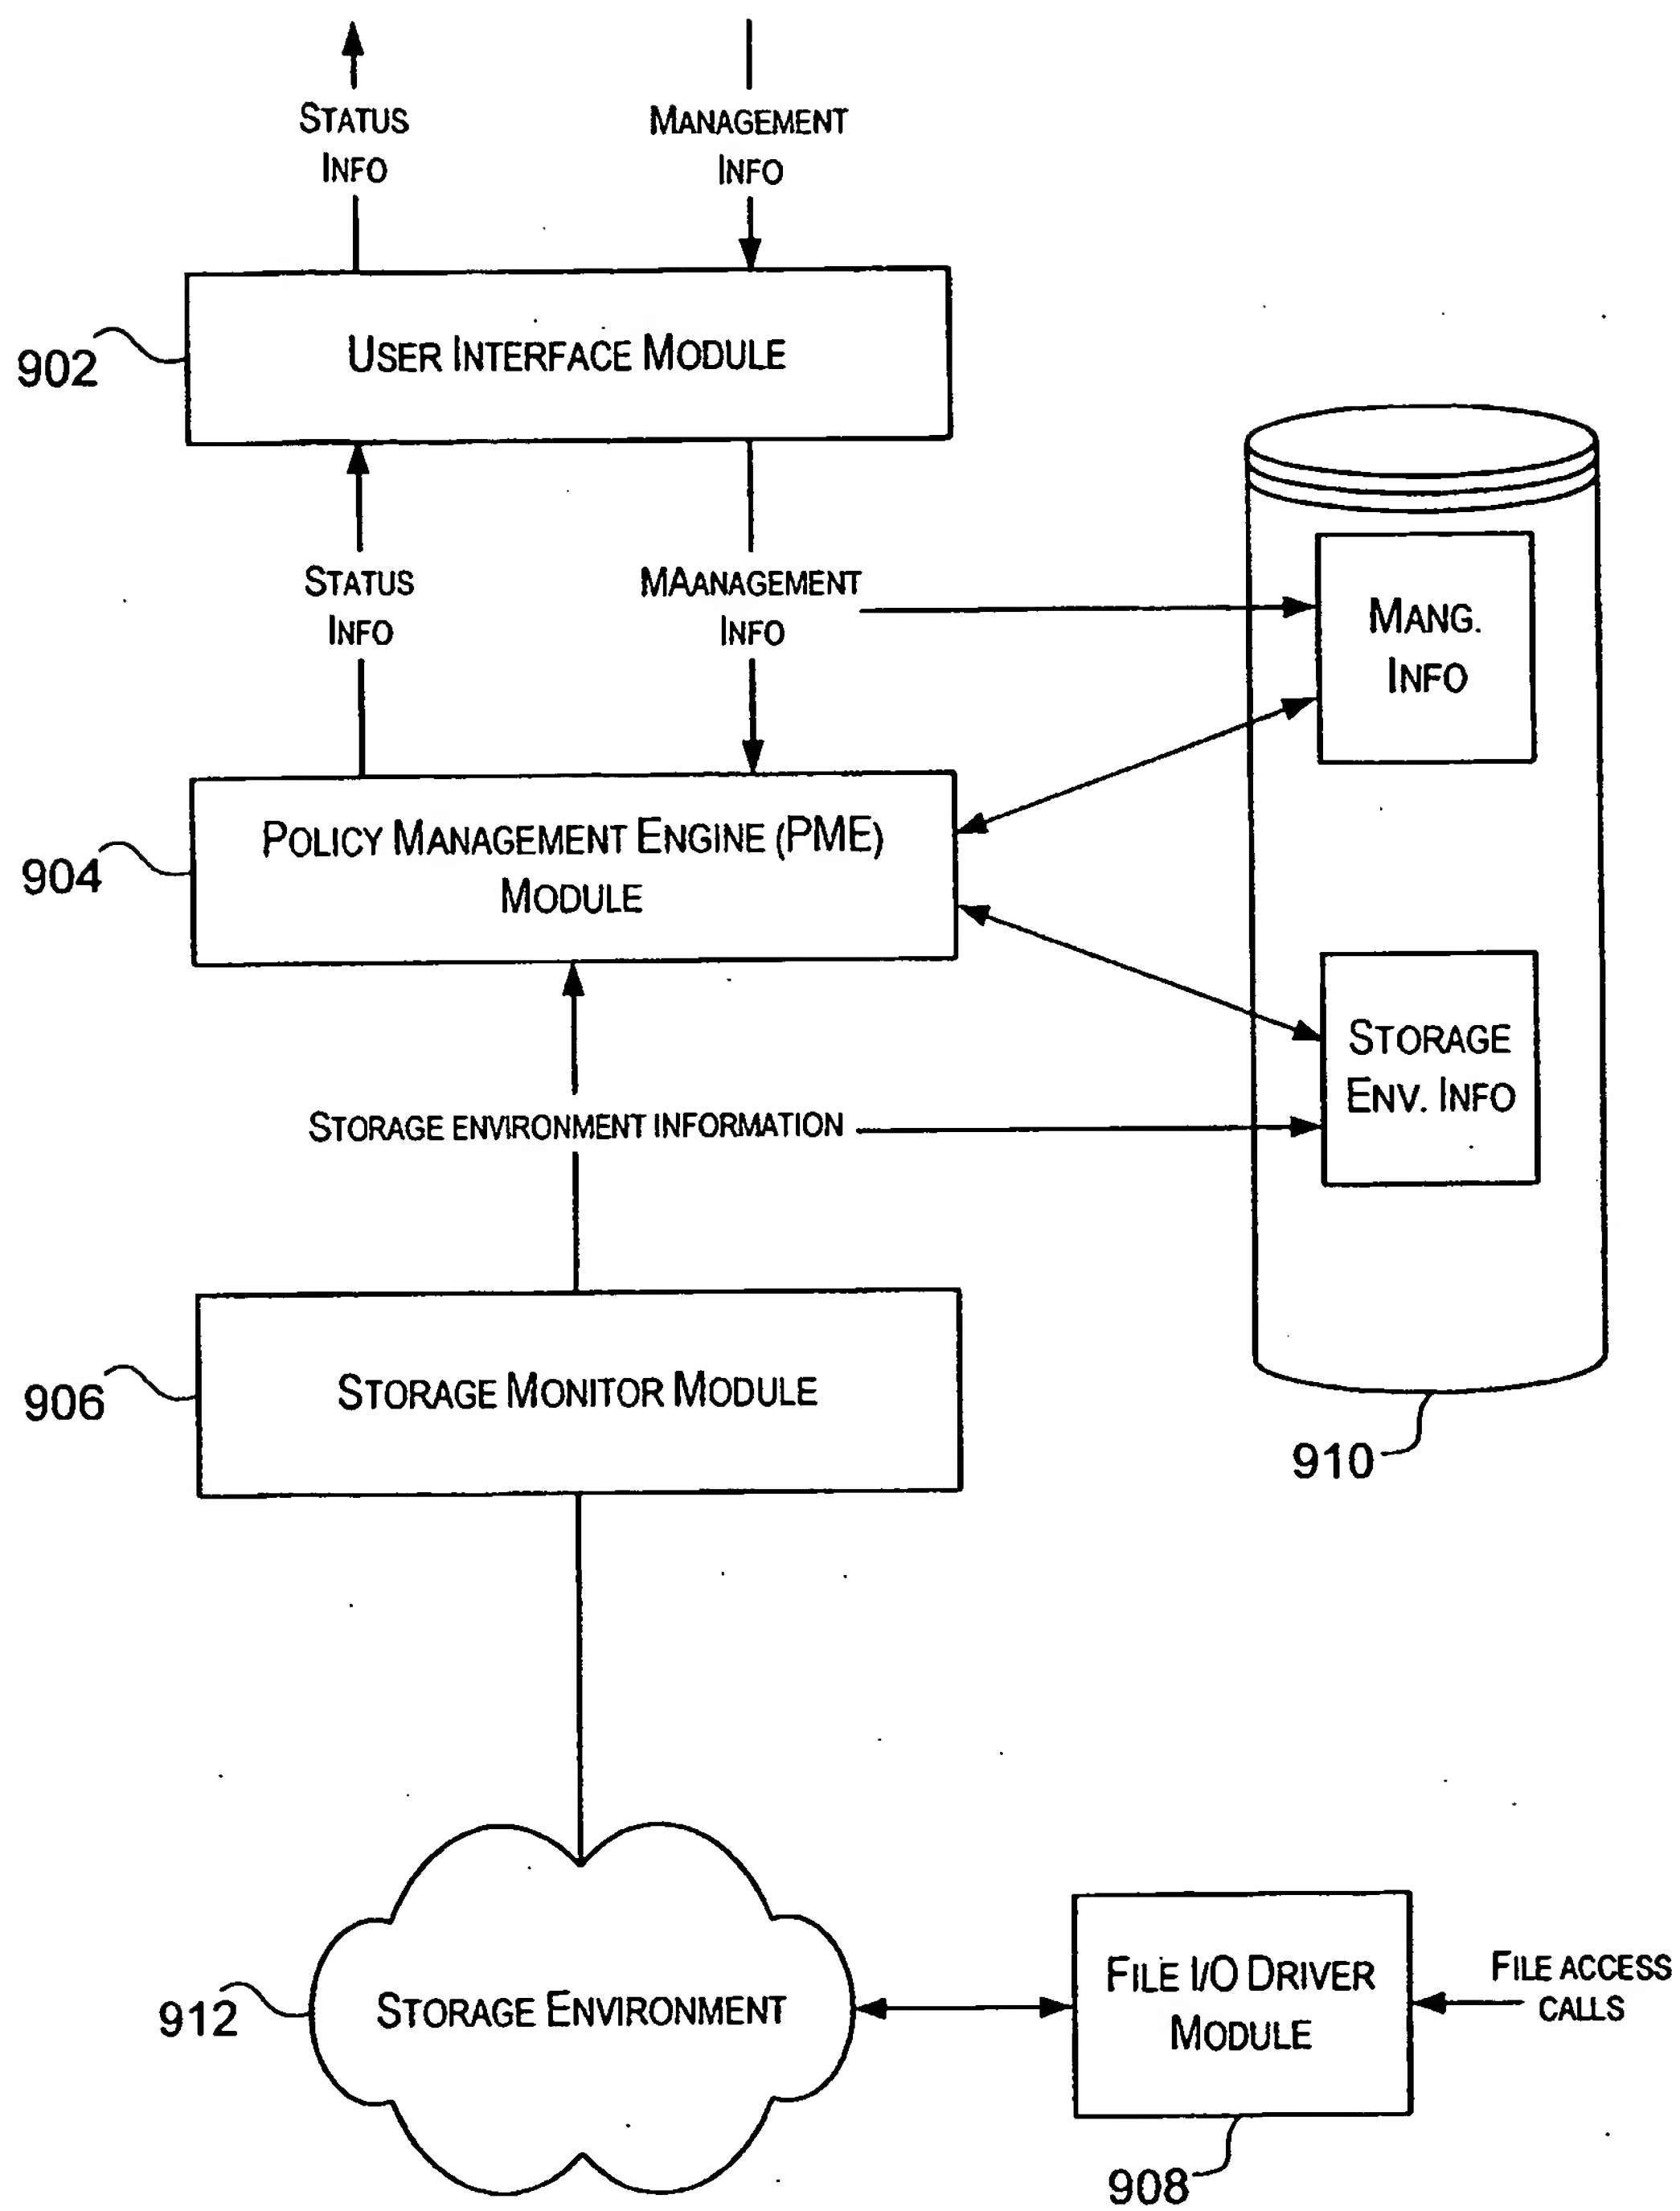 STATUS
INFO
MANAGEMENT
INFO
USER INTERFACE MODULE
902
STATUS
INFO
MAANAGEMENT
INFO
MANG.
INFO
POLICY MANAGEMENT ENGINE (PME)
MODULE
904
STORAGE
ENV. INFO
STORAGE ENVIRONMENT INFORMATION
STORAGE MONITOR MODULE
906
910
STORAGE ENVIRONMENT
912
FILE I/O DRIVER
MODULE
FILE ACCESS
CALLS
908